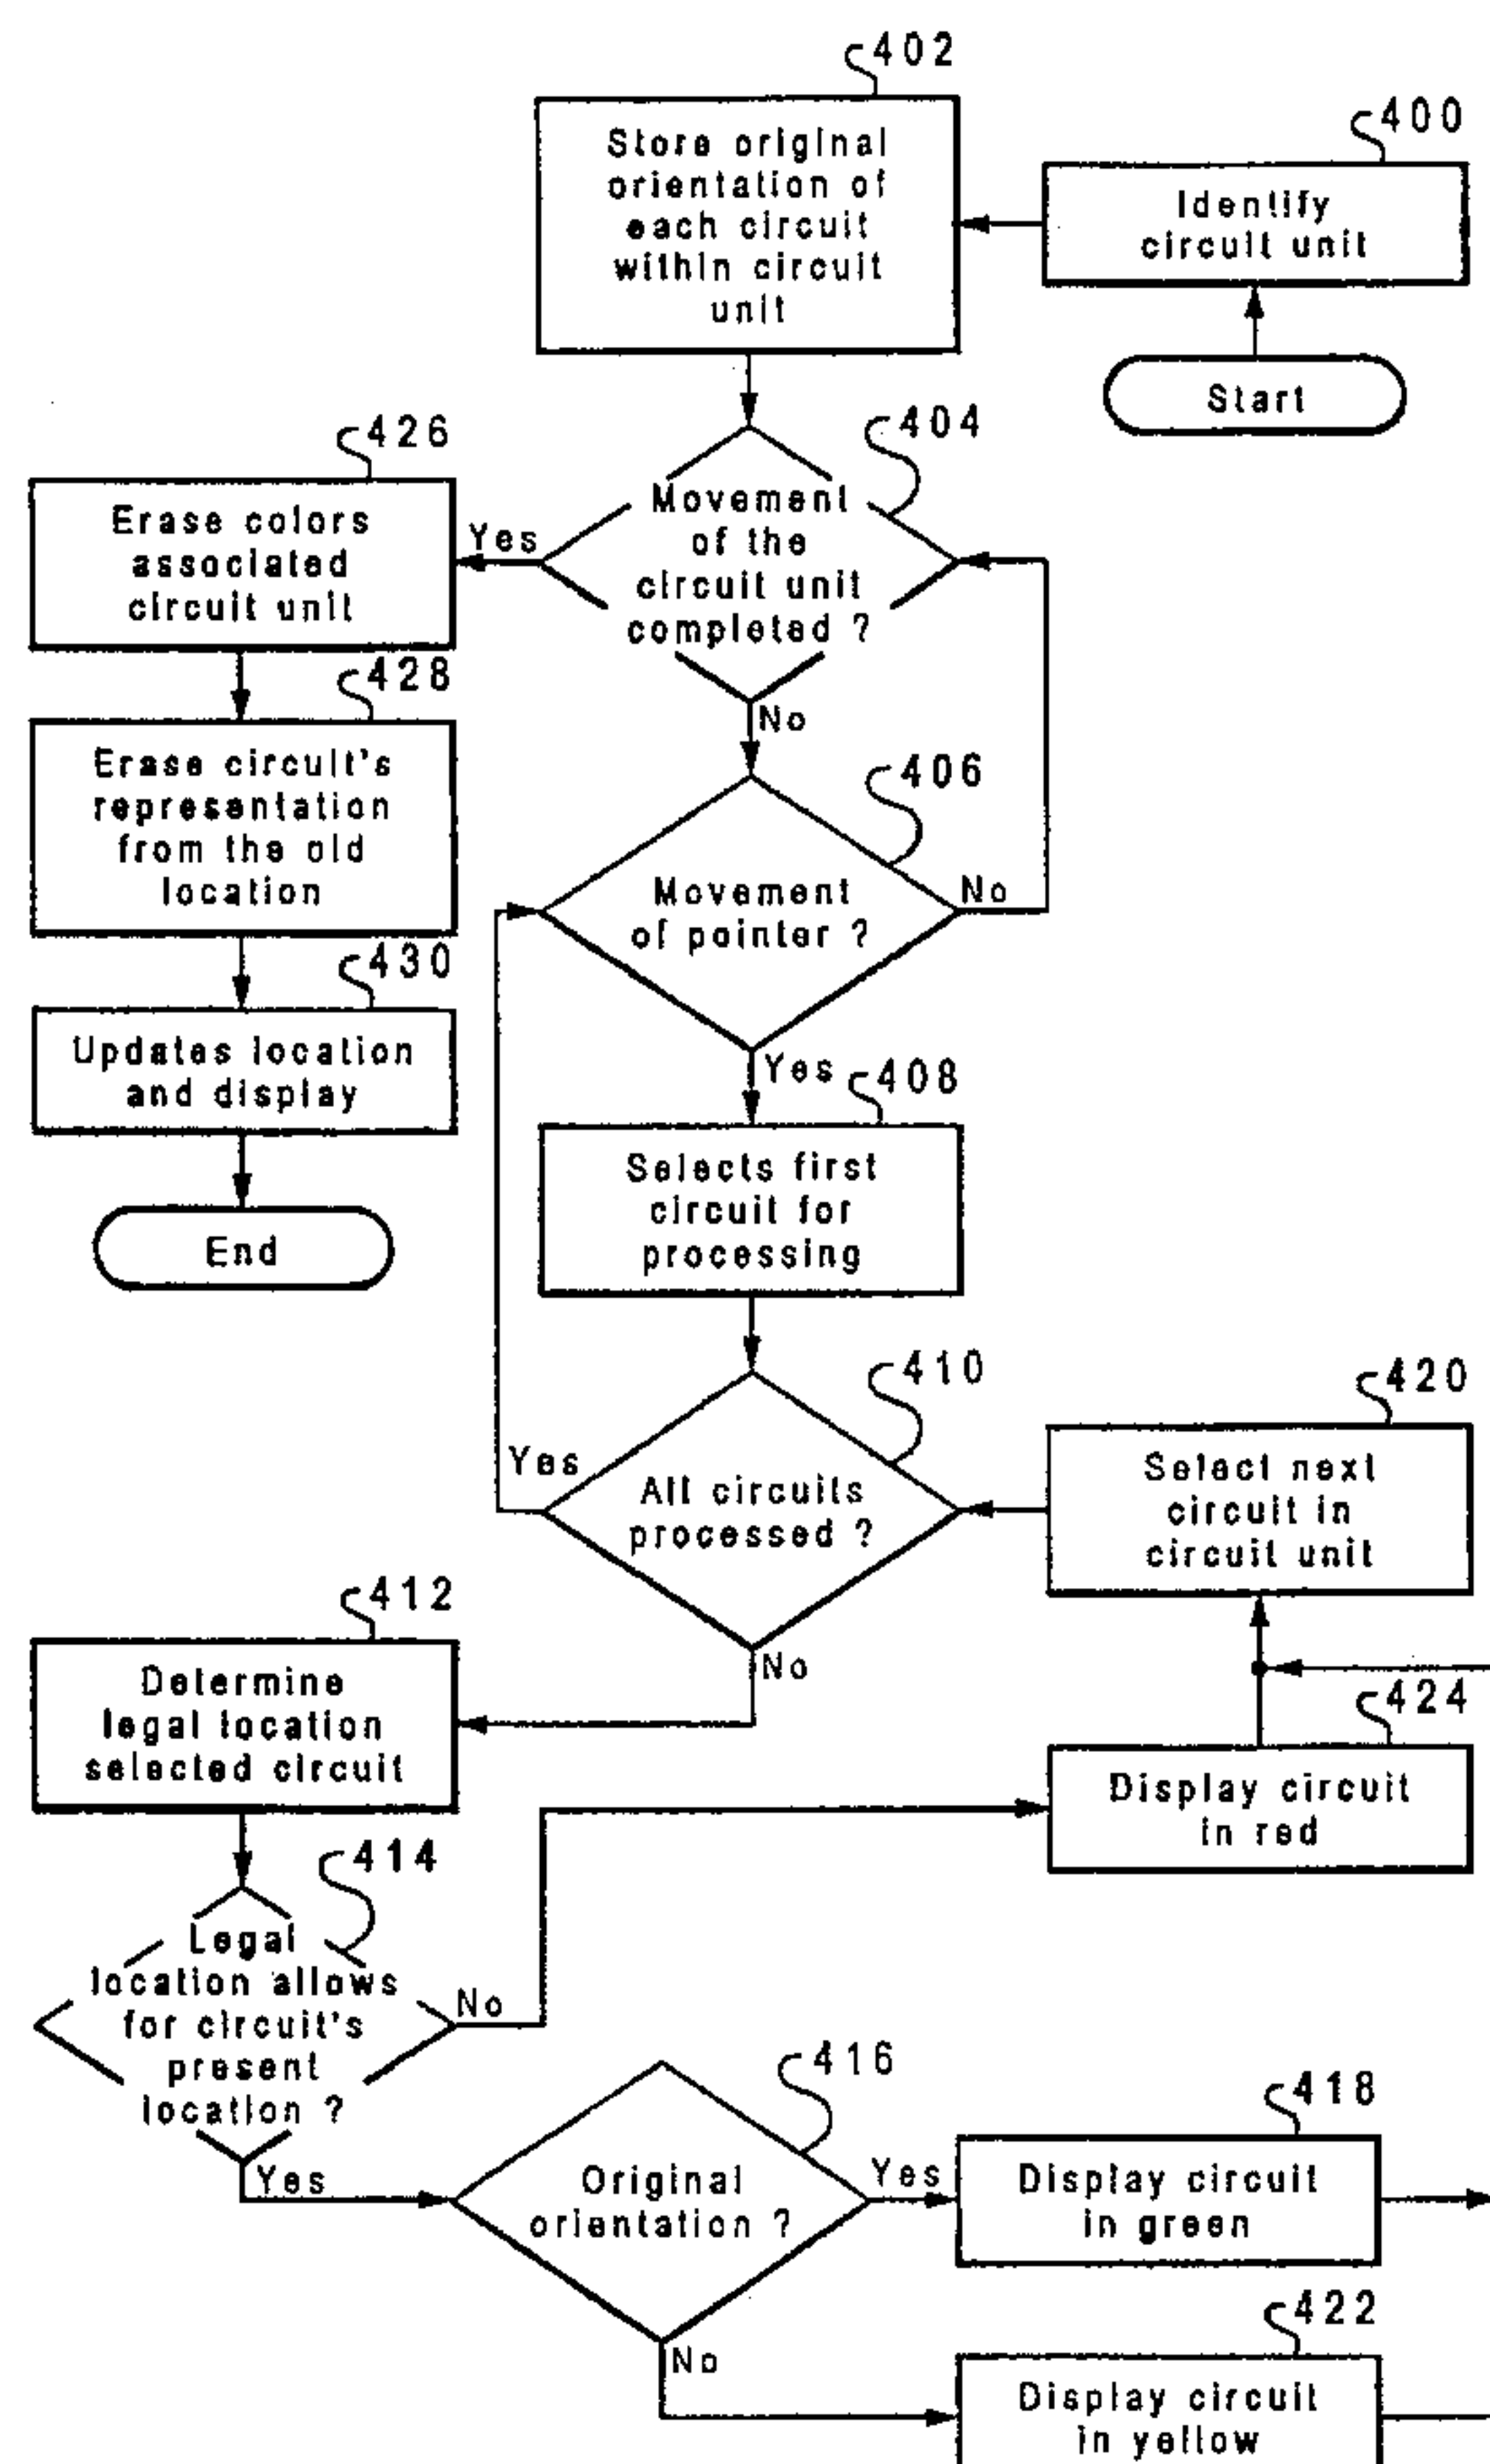 402
Store original
orientation of
each circuit
within circuit
unit
400
Identify
circuit unit
Start
404
Movement
of the
circuit unit
completed ?
Yes
No
426
Erase colors
associated
circuit unit
428
Erase circuit's
representation
from the old
location
430
Updates location
and display
End
406
Movement
of pointer ?
No
Yes
408
Selects first
circuit for
processing
410
All circuits
processed ?
Yes
No
420
Select next
circuit in
circuit unit
412
Determine
legal location
selected circuit
424
Display circuit
in red
414
Legal
location allows
for circuit's
present
location ?
No
Yes
416
Original
orientation ?
Yes
No
418
Display circuit
in green
422
Display circuit
in yellow